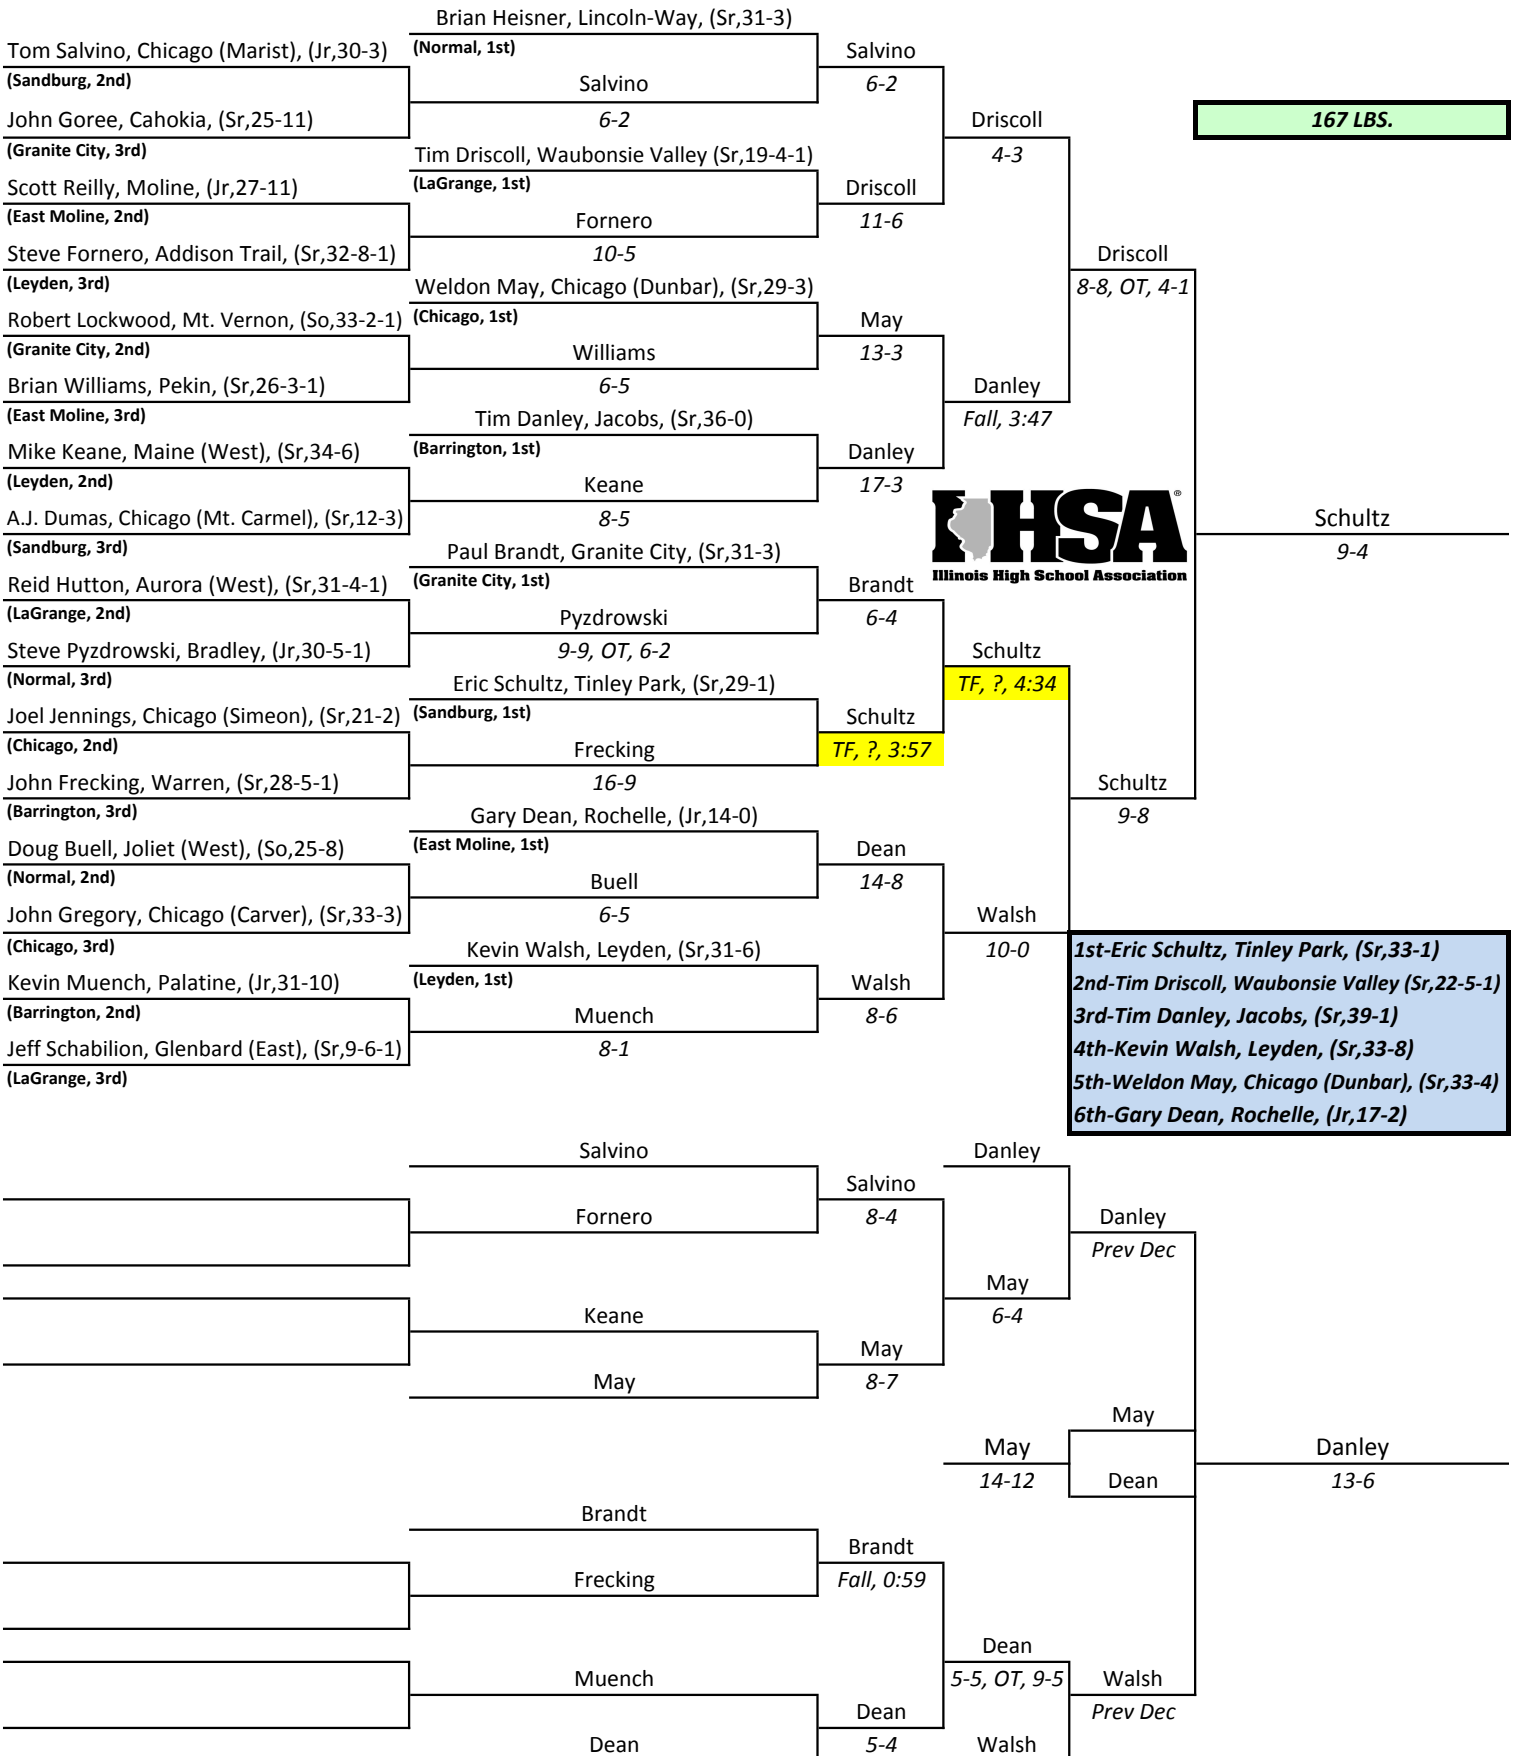 Brian Heisner, Lincoln-Way, (Sr,31-3)
Tom Salvino, Chicago (Marist), (Jr,30-3)
(Normal, 1st)
Salvino
(Sandburg, 2nd)
Salvino
6-2
John Goree, Cahokia, (Sr,25-11)
6-2
Driscoll
167 LBS.
(Granite City, 3rd)
Tim Driscoll, Waubonsie Valley (Sr,19-4-1)
4-3
Scott Reilly, Moline, (Jr,27-11)
(LaGrange, 1st)
Driscoll
(East Moline, 2nd)
Fornero
11-6
Steve Fornero, Addison Trail, (Sr,32-8-1)
10-5
Driscoll
(Leyden, 3rd)
Weldon May, Chicago (Dunbar), (Sr,29-3)
8-8, OT, 4-1
Robert Lockwood, Mt. Vernon, (So,33-2-1)
(Chicago, 1st)
May
(Granite City, 2nd)
Williams
13-3
Brian Williams, Pekin, (Sr,26-3-1)
6-5
Danley
(East Moline, 3rd)
Tim Danley, Jacobs, (Sr,36-0)
Fall, 3:47
Mike Keane, Maine (West), (Sr,34-6)
(Barrington, 1st)
Danley
(Leyden, 2nd)
Keane
17-3
A.J. Dumas, Chicago (Mt. Carmel), (Sr,12-3)
8-5
IHSA®
Schultz
(Sandburg, 3rd)
Paul Brandt, Granite City, (Sr,31-3)
9-4
Illinois High School Association
Reid Hutton, Aurora (West), (Sr,31-4-1)
(Granite City, 1st)
Brandt
(LaGrange, 2nd)
Pyzdrowski
6-4
Steve Pyzdrowski, Bradley, (Jr,30-5-1)
9-9, OT, 6-2
Schultz
(Normal, 3rd)
Eric Schultz, Tinley Park, (Sr,29-1)
TF, ?, 4:34
Joel Jennings, Chicago (Simeon), (Sr,21-2)
(Sandburg, 1st)
Schultz
(Chicago, 2nd)
Frecking
TF, ?, 3:57
John Frecking, Warren, (Sr,28-5-1)
16-9
Schultz
(Barrington, 3rd)
Gary Dean, Rochelle, (Jr,14-0)
9-8
Doug Buell, Joliet (West), (So,25-8)
(East Moline, 1st)
Dean
(Normal, 2nd)
Buell
14-8
John Gregory, Chicago (Carver), (Sr,33-3)
6-5
Walsh
(Chicago, 3rd)
Kevin Walsh, Leyden, (Sr,31-6)
10-0
1st-Eric Schultz, Tinley Park, (Sr,33-1)
Kevin Muench, Palatine, (Jr,31-10)
(Leyden, 1st)
Walsh
2nd-Tim Driscoll, Waubonsie Valley (Sr,22-5-1)
(Barrington, 2nd)
Muench
8-6
3rd-Tim Danley, Jacobs, (Sr,39-1)
Jeff Schabilion, Glenbard (East), (Sr,9-6-1)
8-1
4th-Kevin Walsh, Leyden, (Sr,33-8)
(LaGrange, 3rd)
5th-Weldon May, Chicago (Dunbar), (Sr,33-4)
6th-Gary Dean, Rochelle, (Jr,17-2)
Salvino
Danley
Salvino
Fornero
8-4
Danley
Prev Dec
May
Keane
6-4
May
May
8-7
May
May
Danley
14-12
Dean
13-6
Brandt
Brandt
Frecking
Fall, 0:59
Dean
Muench
5-5, OT, 9-5
Walsh
Dean
Prev Dec
Dean
5-4
Walsh